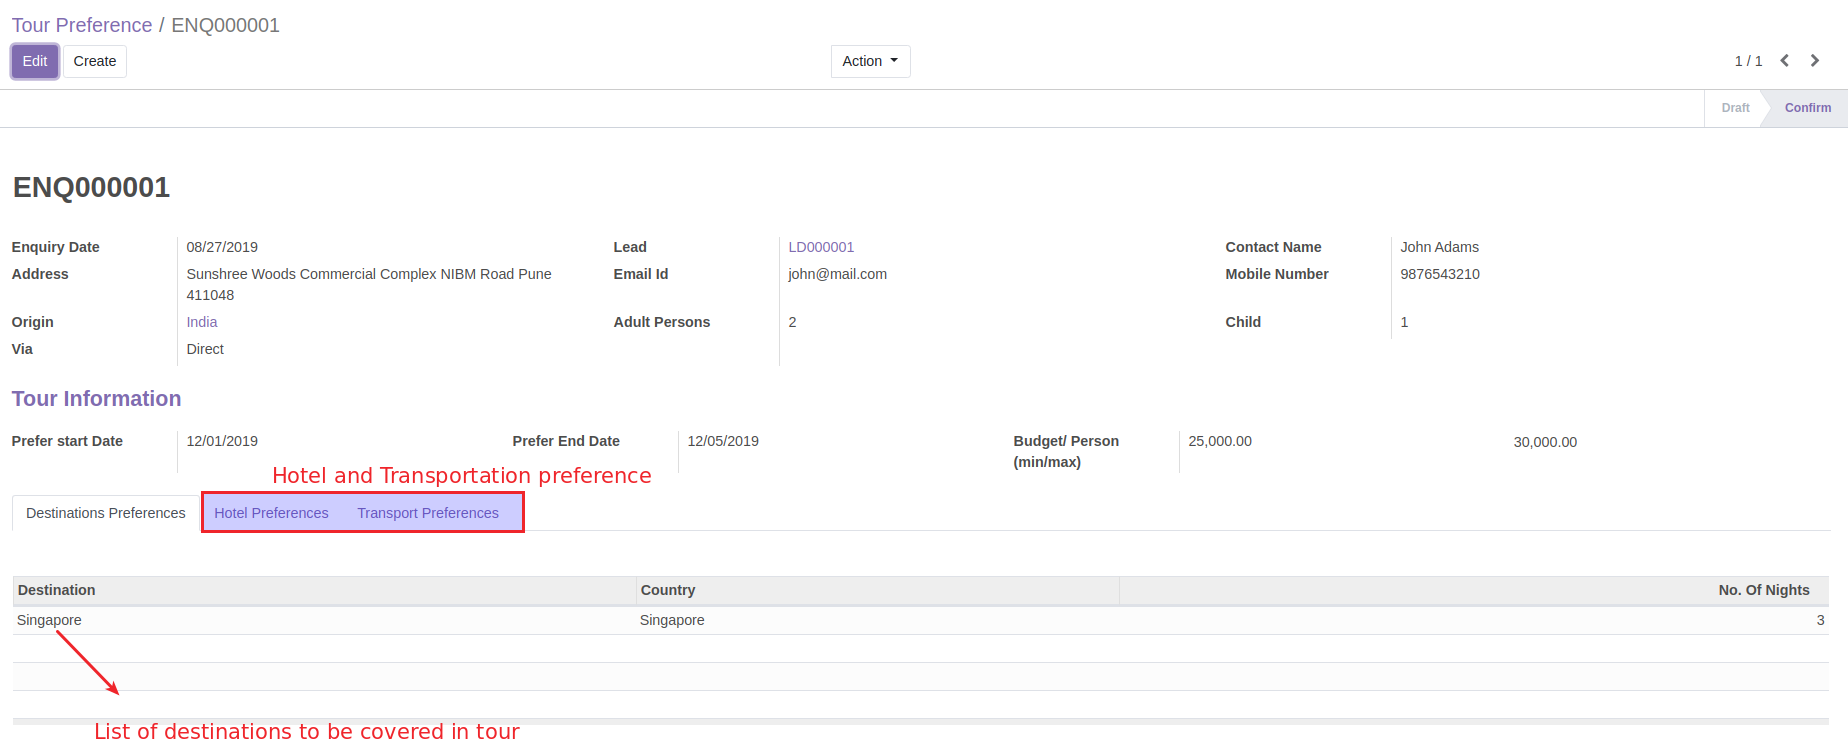 Tour Preference / ENQ000001
Edit Create Action 1 / 1
Draft Confirm
ENQ000001
Enquiry Date 08/27/2019 Lead LD000001 Contact Name John Adams
Address Sunshree Woods Commercial Complex NIBM Road Pune Email Id john@mail.com Mobile Number 9876543210
411048
Origin India Adult Persons 2 Child 1
Via Direct
Tour Information
Prefer start Date 12/01/2019 Prefer End Date 12/05/2019 Budget/ Person 25,000.00 30,000.00
(min/max)
Hotel and Transportation preference
Destinations Preferences Hotel Preferences Transport Preferences
Destination Country No. Of Nights
Singapore Singapore 3
List of destinations to be covered in tour